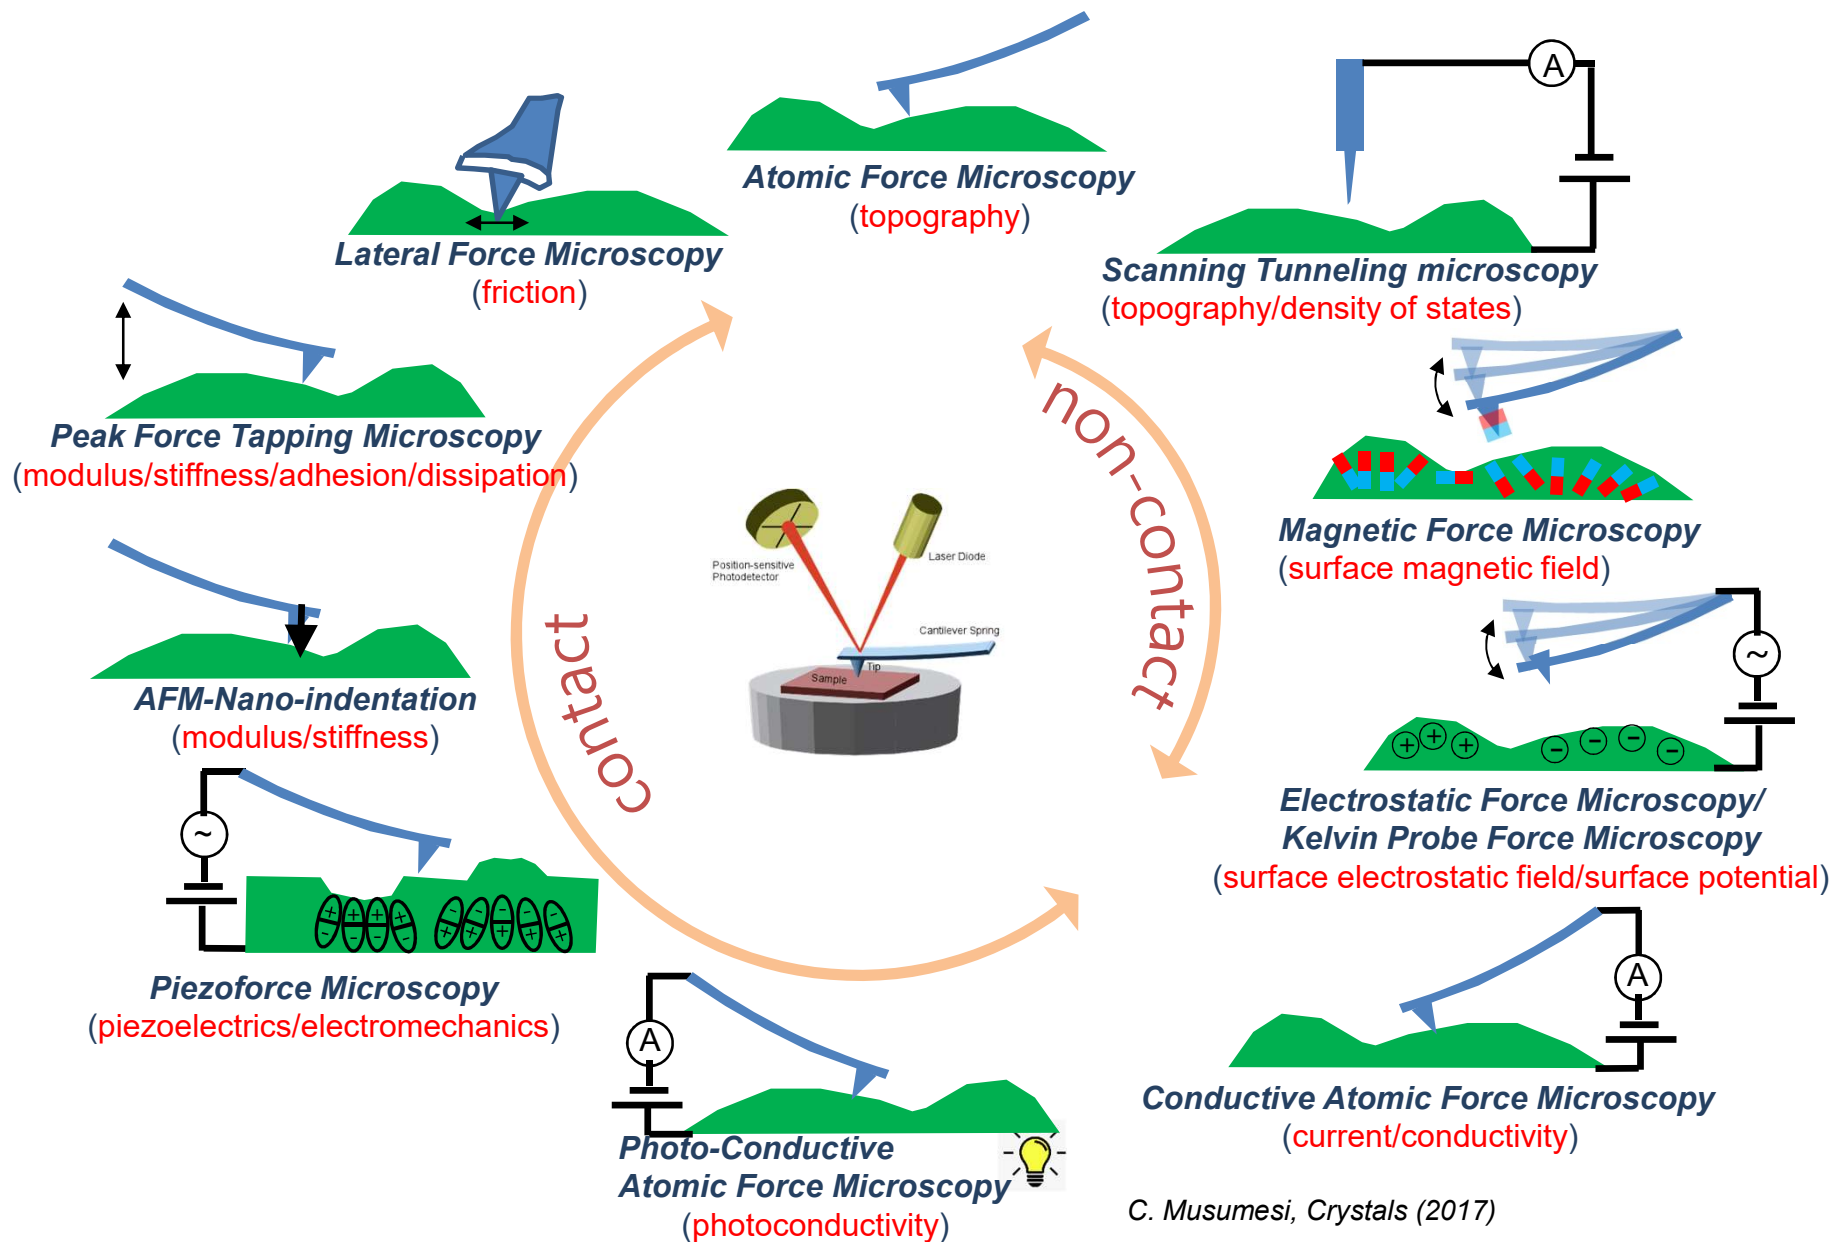 Atomic Force Microscopy
(topography)
A
Scanning Tunneling microscopy
(topography/density of states)
Lateral Force Microscopy
(friction)
Peak Force Tapping Microscopy
(modulus/stiffness/adhesion/dissipation)
non-contact
Magnetic Force Microscopy
(surface magnetic field)
Position-sensitive
Photodetector
Laser Diode
Cantilever Spring
Tip
Sample
contact
AFM-Nano-indentation
(modulus/stiffness)
~
+ + + - - - -
Electrostatic Force Microscopy/
Kelvin Probe Force Microscopy
(surface electrostatic field/surface potential)
~
+ + + + - - - - -
- - - - + + + + +
Piezoforce Microscopy
(piezoelectrics/electromechanics)
A
Photo-Conductive
Atomic Force Microscopy
(photoconductivity)
A
Conductive Atomic Force Microscopy
(current/conductivity)
C. Musumesi, Crystals (2017)